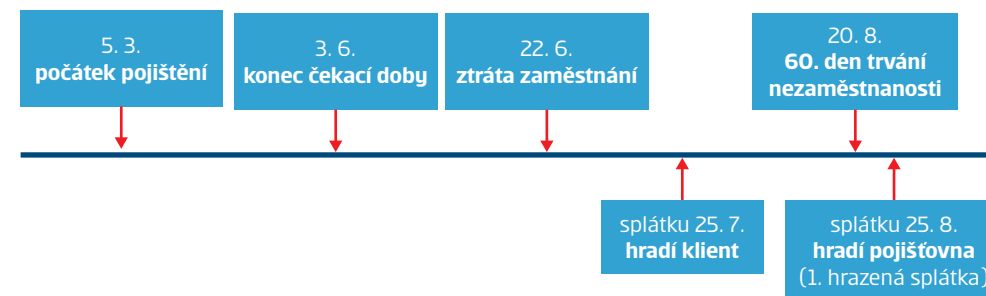 5. 3.
počátek pojištění
3. 6.
konec čekací doby
22. 6.
ztráta zaměstnání
20. 8.
60. den trvání
nezaměstnanosti
splátku 25. 7.
hradí klient
splátku 25. 8.
hradí pojišťovna
(1. hrazená splátka)